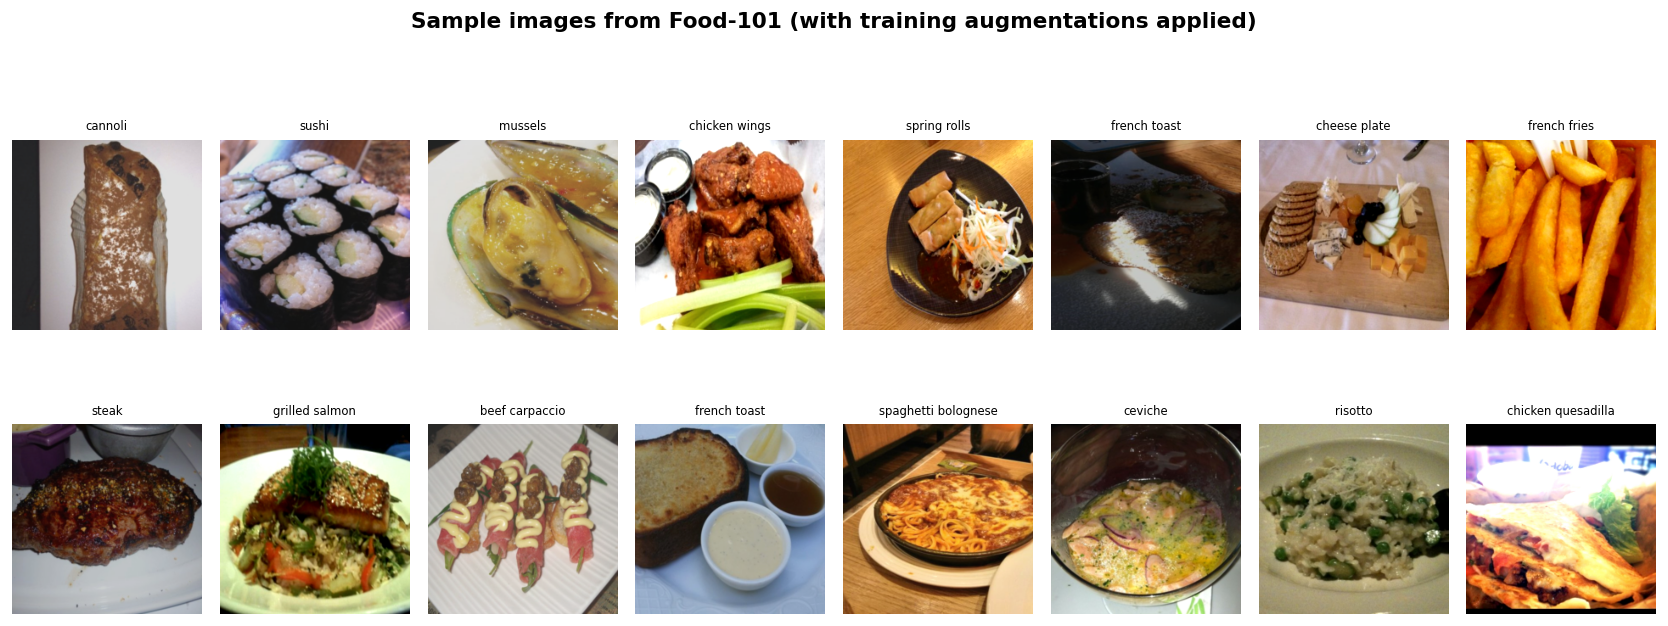 Sample images from Food-101 (with training augmentations applied)
cannoli
sushi
mussels
chicken wings
spring rolls
french toast
cheese plate
french fries
steak
grilled salmon
beef carpaccio
french toast
spaghetti bolognese
ceviche
risotto
chicken quesadilla